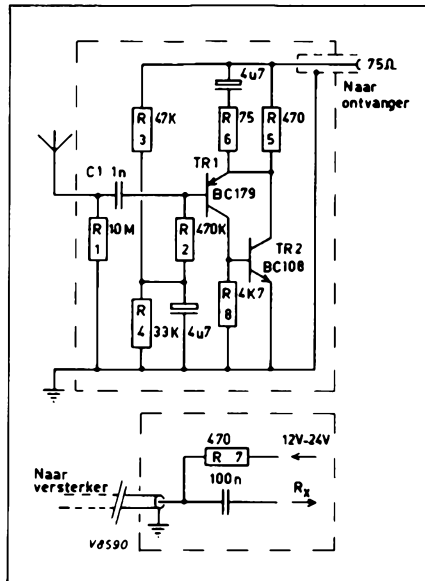 4u7
75Ω
Naar
ontvanger
R
3
47K
R
6
75
R
5
470
C1 1n
TR1
BC179
R
1
10M
R
2
470K
TR2
BC108
R
4
33K
4u7
R
8
4K7
470
R 7
12V-24V
100n
Naar
versterker
Rx
V8590